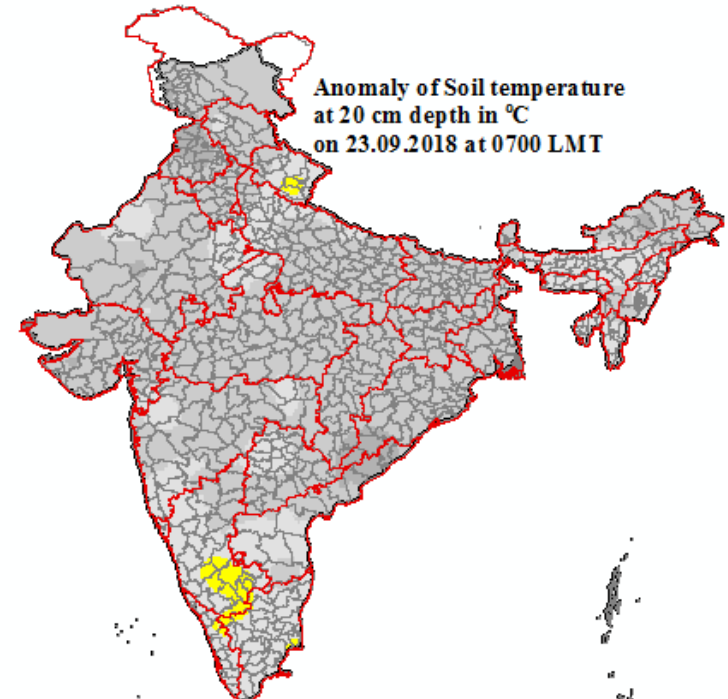 Anomaly of Soil temperature
at 20 cm depth in ⁰C
on 23.09.2018 at 0700 LMT